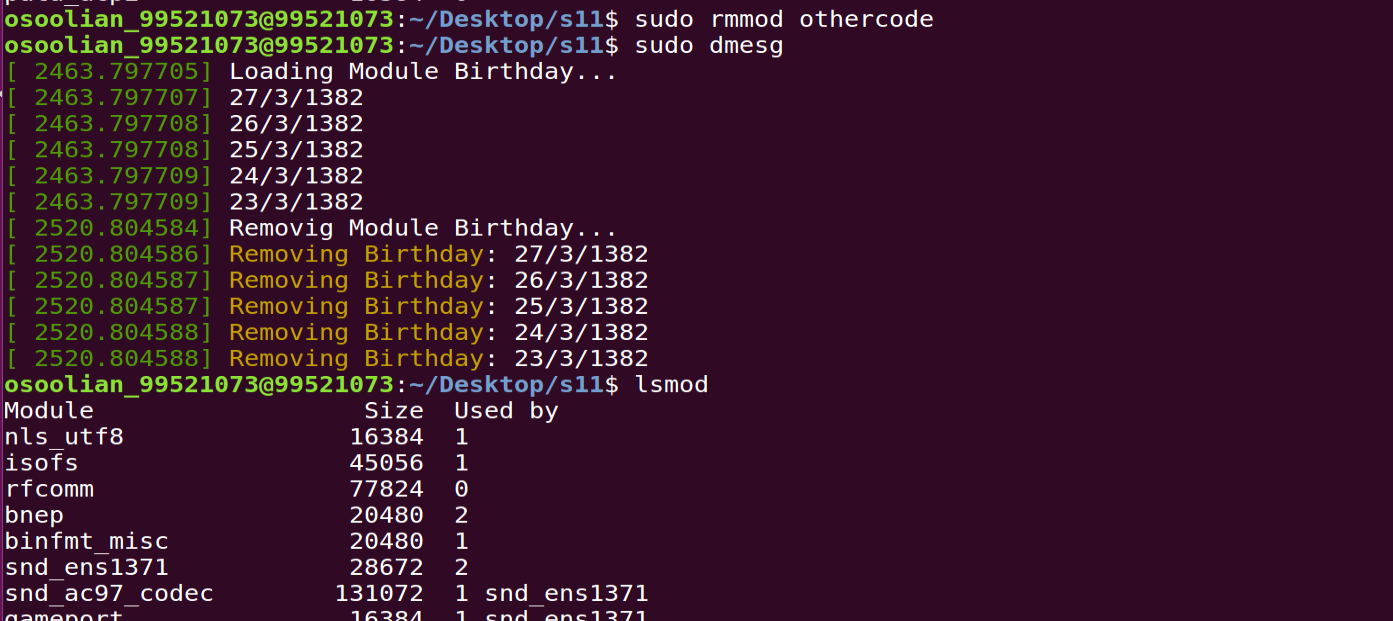 osoolian_99521073@99521073:~/Desktop/s11$ sudo rmmod othercode
osoolian_99521073@99521073:~/Desktop/s11$ sudo dmesg
[ 2463.797705] Loading Module Birthday...
[ 2463.797707] 27/3/1382
[ 2463.797708] 26/3/1382
[ 2463.797708] 25/3/1382
[ 2463.797709] 24/3/1382
[ 2463.797709] 23/3/1382
[ 2520.804584] Removig Module Birthday...
[ 2520.804586] Removing Birthday: 27/3/1382
[ 2520.804587] Removing Birthday: 26/3/1382
[ 2520.804587] Removing Birthday: 25/3/1382
[ 2520.804588] Removing Birthday: 24/3/1382
[ 2520.804588] Removing Birthday: 23/3/1382
osoolian_99521073@99521073:~/Desktop/s11$ lsmod
Module                  Size  Used by
nls_utf8               16384  1
isofs                  45056  1
rfcomm                 77824  0
bnep                   20480  2
binfmt_misc            20480  1
snd_ens1371            28672  2
snd_ac97_codec        131072  1 snd_ens1371
gameport               16384  1 snd_ens1371